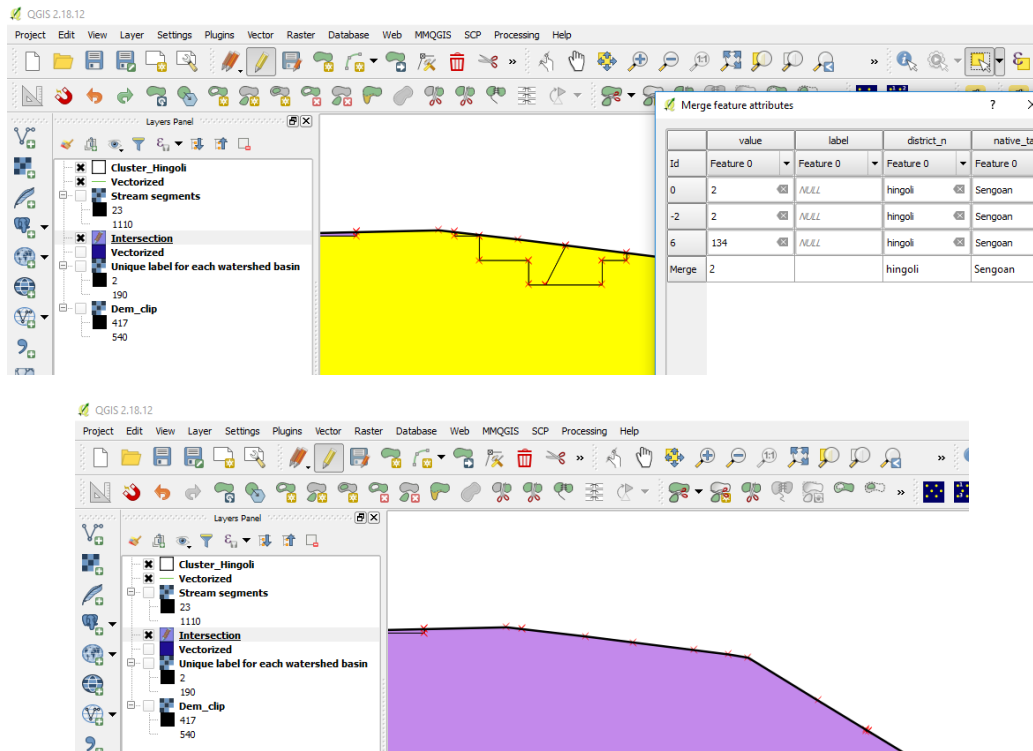 QGIS 2.18.12
Project Edit View Layer Settings Plugins Vector Raster Database Web MMQGIS SCP Processing Help
Layers Panel
Cluster_Hingoli
Vectorized
Stream segments
23
1110
Intersection
Vectorized
Unique label for each watershed basin
2
190
Dem_clip
417
540
Merge feature attributes ?
value label district_n native_ta
Id Feature 0 Feature 0 Feature 0 Feature 0
0 2 NULL hingoli Sengoan
-2 2 NULL hingoli Sengoan
6 134 NULL hingoli Sengoan
Merge 2 hingoli Sengoan
QGIS 2.18.12
Project Edit View Layer Settings Plugins Vector Raster Database Web MMQGIS SCP Processing Help
Layers Panel
Cluster_Hingoli
Vectorized
Stream segments
23
1110
Intersection
Vectorized
Unique label for each watershed basin
2
190
Dem_clip
417
540